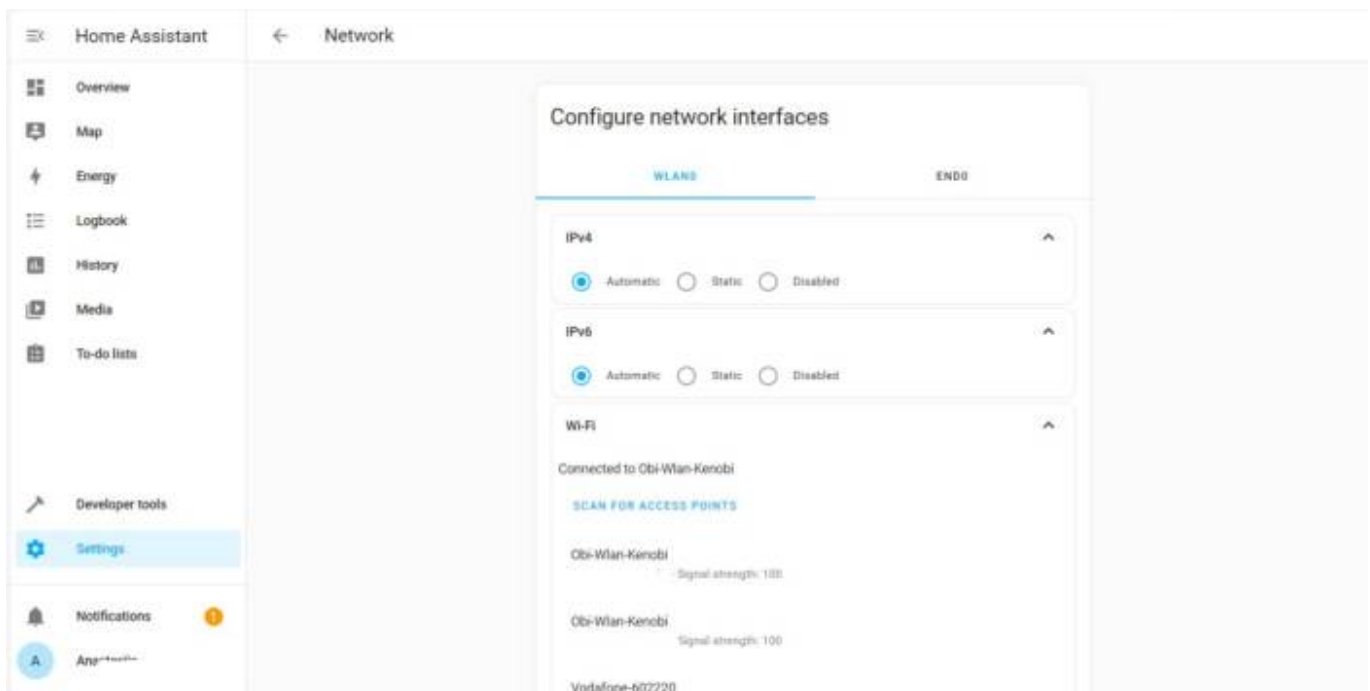 Home Assistant
Network
Overview
Map
Energy
Logbook
History
Media
To-do lists
Developer tools
Settings
Notifications
A
Configure network interfaces
WLAN0 END0
IPv4
Automatic Static Disabled
IPv6
Automatic Static Disabled
Wi-Fi
Connected to Obi-Wlan-Kenobi
SCAN FOR ACCESS POINTS
Obi-Wlan-Kenobi
Signal strength: 100
Obi-Wlan-Kenobi
Signal strength: 100
Vodafone-602220